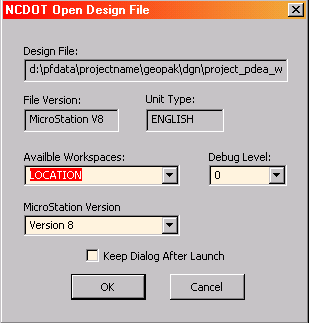 NCDOT Open Design File
Design File:
d:\pfdata\projectname\geopak\dgn\project_pdea_w
File Version:
Unit Type:
MicroStation V8
ENGLISH
Availble Workspaces:
Debug Level:
LOCATION
0
MicroStation Version
Version 8
Keep Dialog After Launch
OK
Cancel